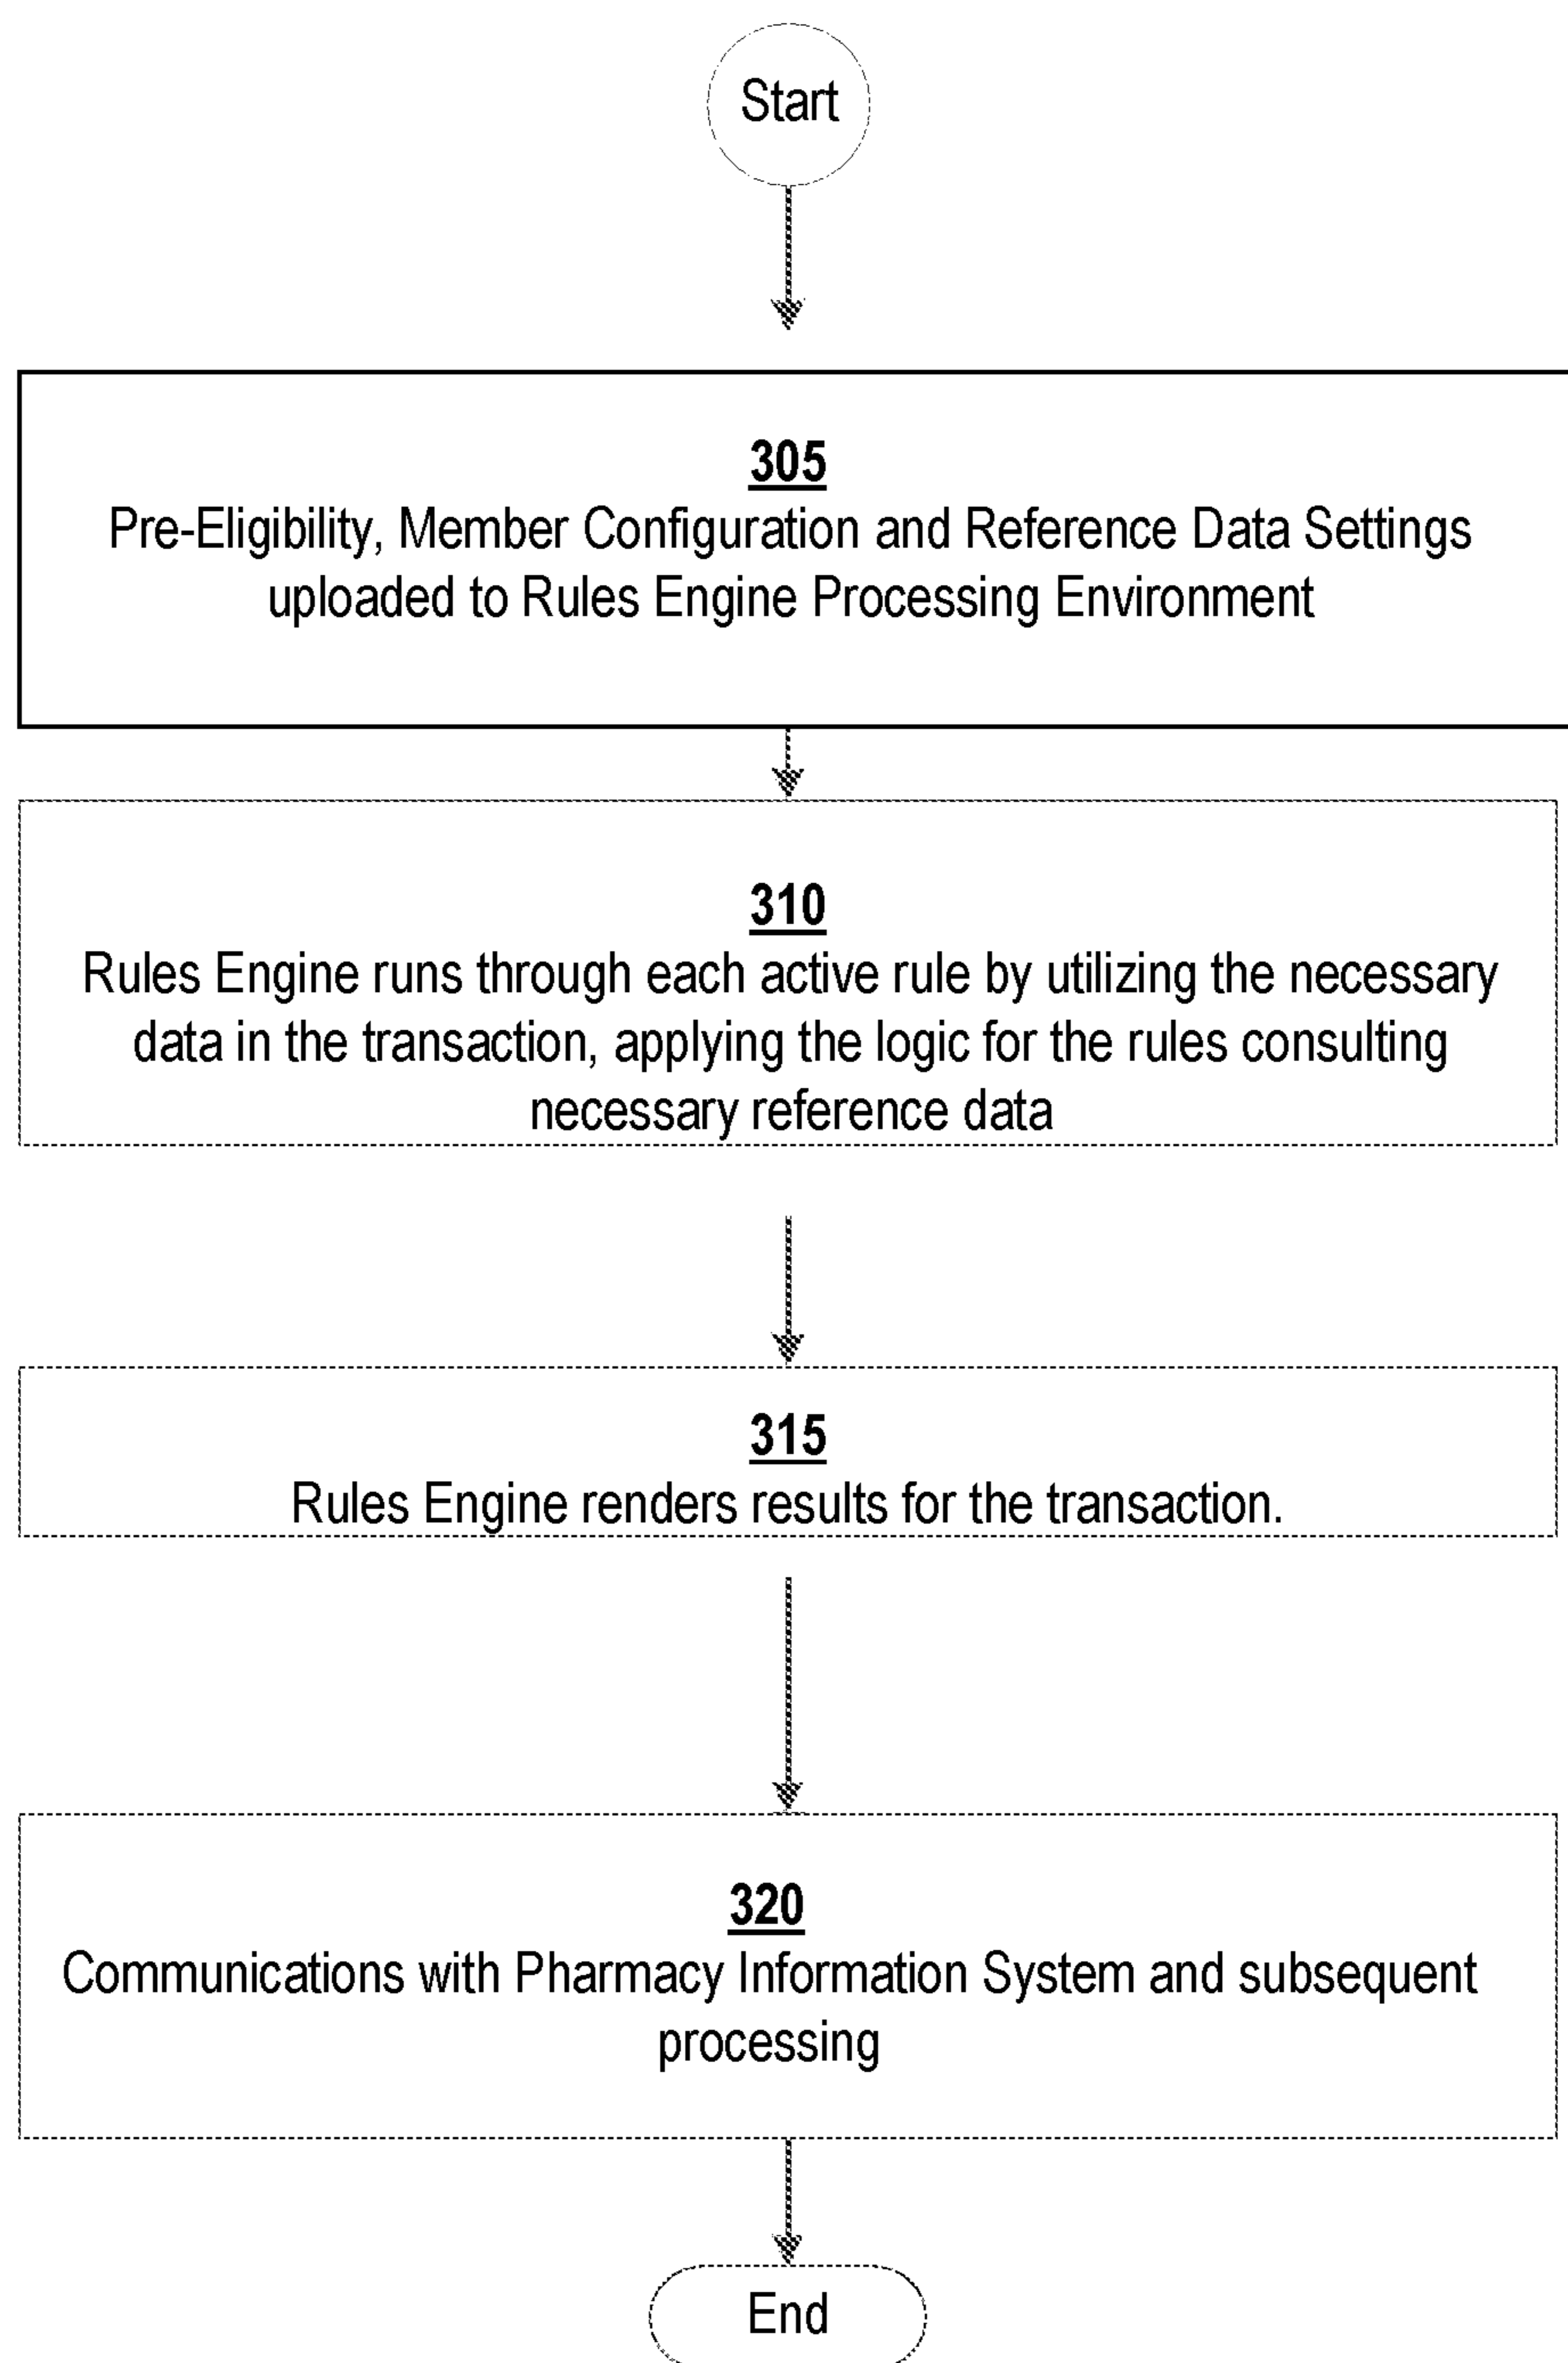 Start
305
Pre-Eligibility, Member Configuration and Reference Data Settings
uploaded to Rules Engine Processing Environment
310
Rules Engine runs through each active rule by utilizing the necessary
data in the transaction, applying the logic for the rules consulting
necessary reference data
315
Rules Engine renders results for the transaction.
320
Communications with Pharmacy Information System and subsequent
processing
End